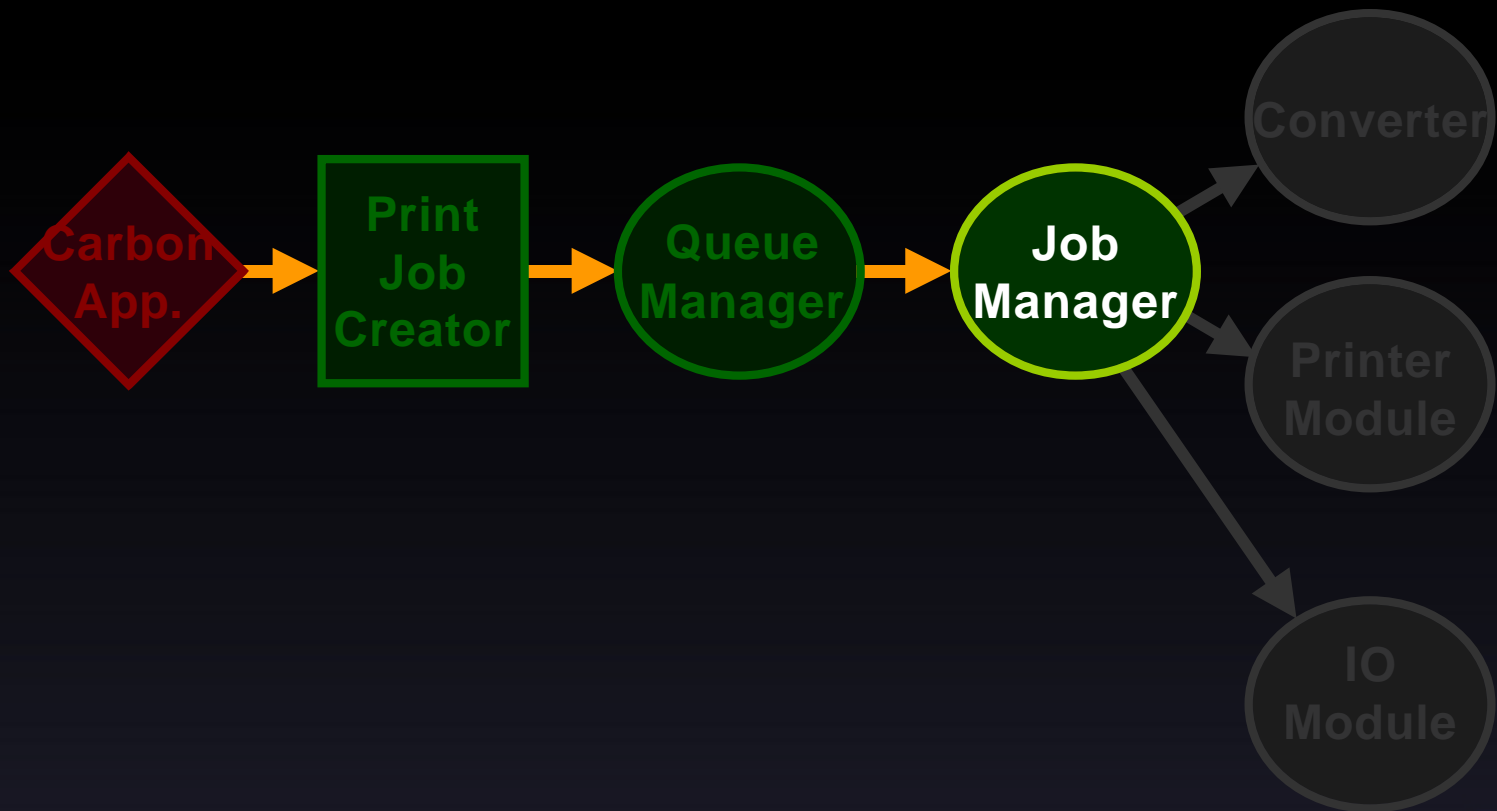 Carbon
App.
Print
Job
Creator
Queue
Manager
Job
Manager
Converter
Printer
Module
IO
Module